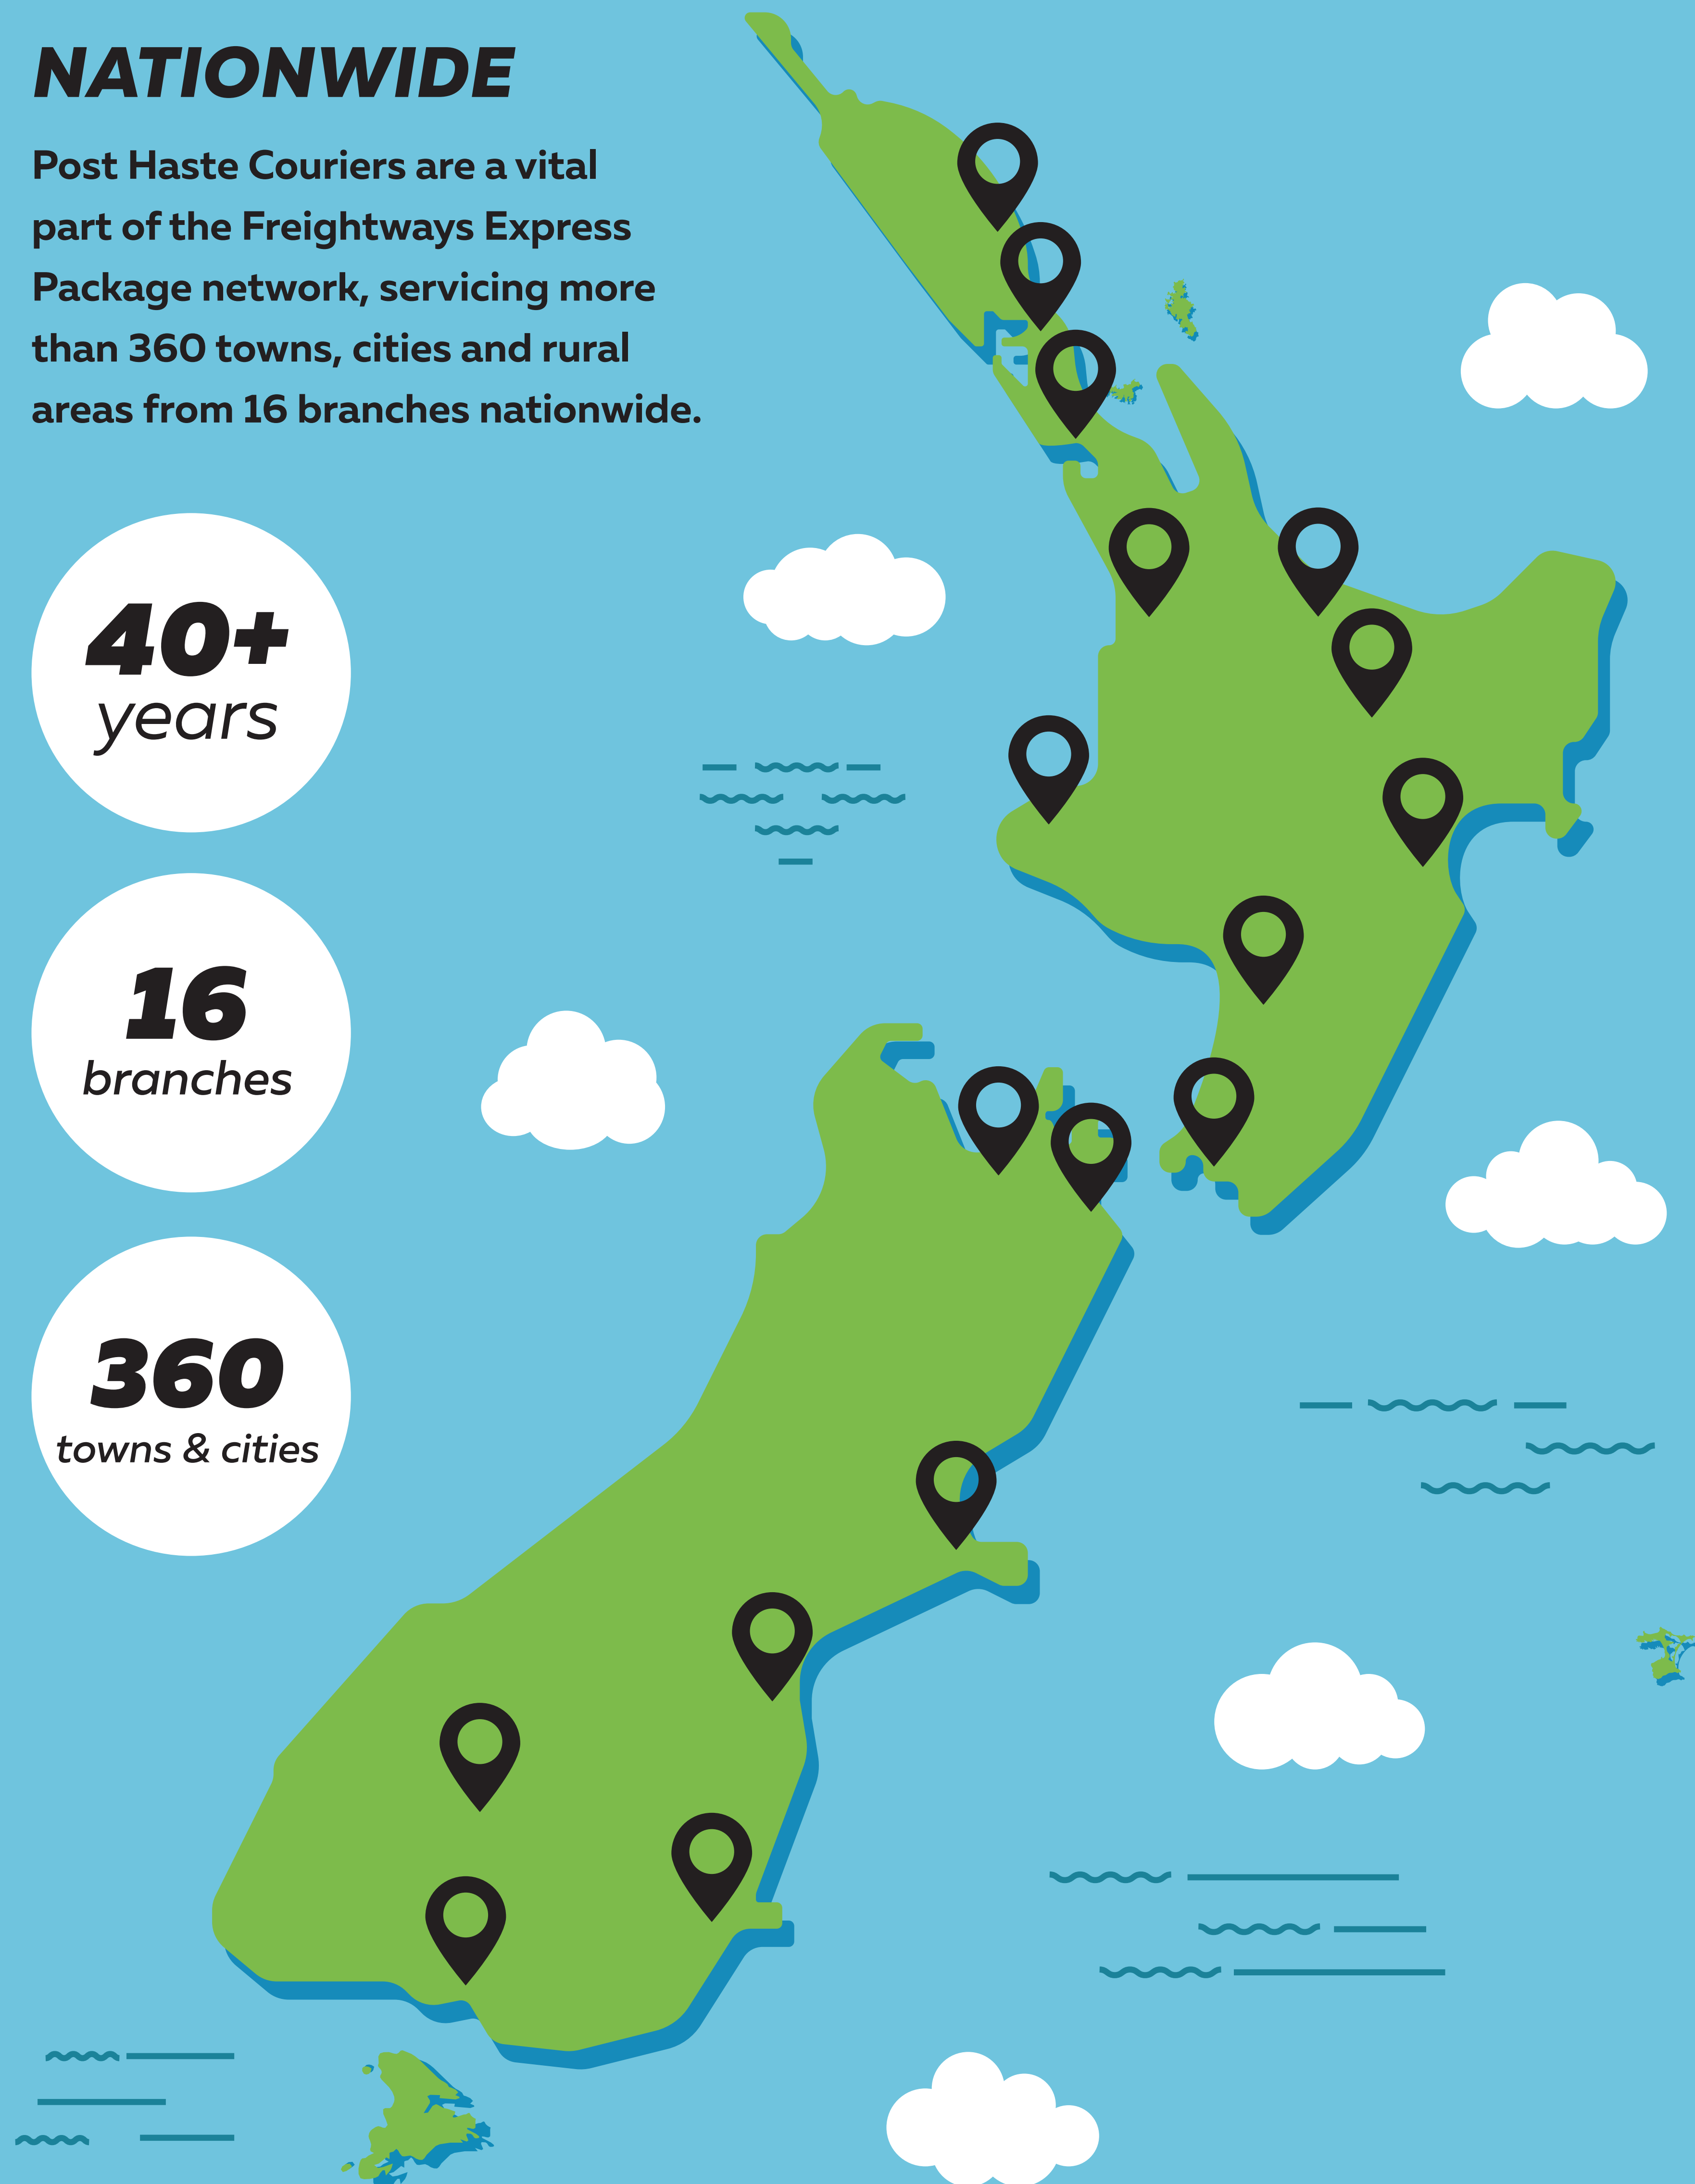 NATIONWIDE
Post Haste Couriers are a vital
part of the Freightways Express
Package network, servicing more
than 360 towns, cities and rural
areas from 16 branches nationwide.
40+
years
16
branches
360
towns & cities